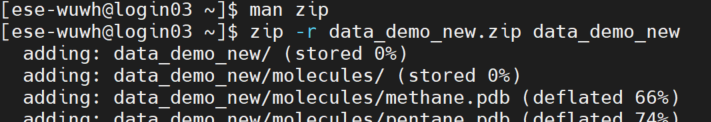 [ese-wuwh@login03 ~]$ man zip
[ese-wuwh@login03 ~]$ zip -r data_demo_new.zip data_demo_new
  adding: data_demo_new/ (stored 0%)
  adding: data_demo_new/molecules/ (stored 0%)
  adding: data_demo_new/molecules/methane.pdb (deflated 66%)
  adding: data_demo_new/molecules/pentane.pdb (deflated 74%)